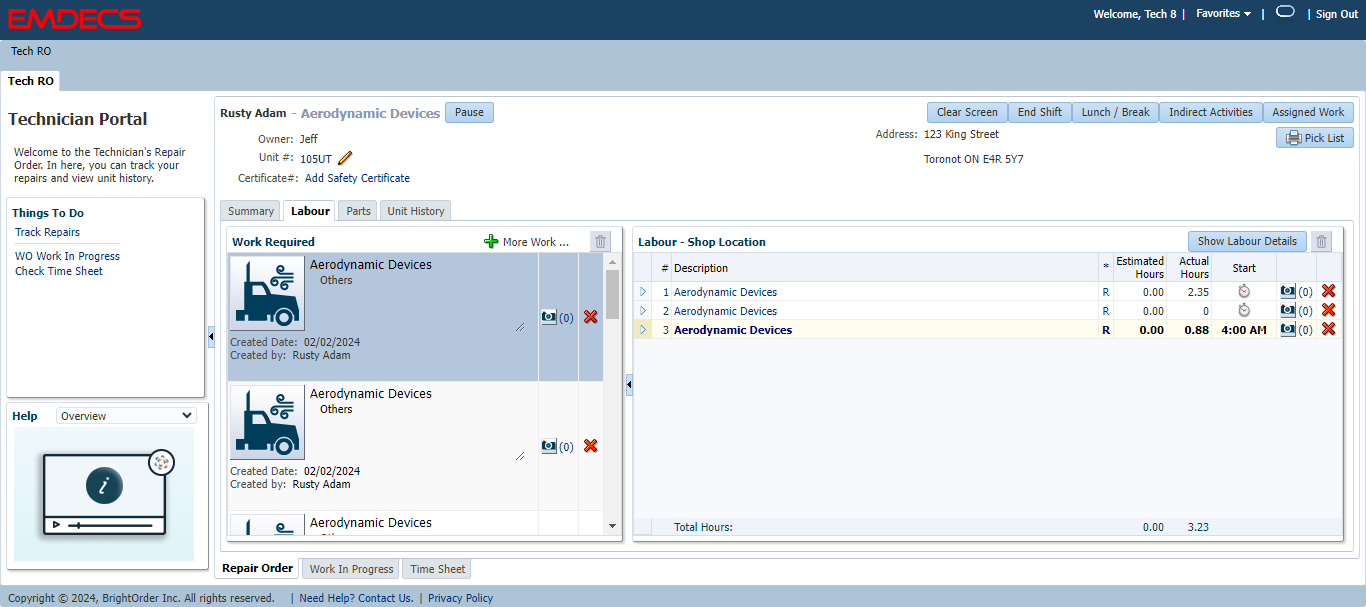 EMDECS
Welcome, Tech 8 | Favorites | | Sign Out
Tech RO
Tech RO
Technician Portal
Welcome to the Technician's Repair
Order. In here, you can track your
repairs and view unit history.
Things To Do
Track Repairs
WO Work In Progress
Check Time Sheet
Help Overview
i
Rusty Adam - Aerodynamic Devices Pause
Clear Screen End Shift Lunch / Break Indirect Activities Assigned Work
Pick List
Owner: Jeff
Unit #: 105UT
Certificate#: Add Safety Certificate
Address: 123 King Street
Toronot ON E4R 5Y7
Summary Labour Parts Unit History
Work Required More Work ...
Aerodynamic Devices
Others
(0)
Created Date: 02/02/2024
Created by: Rusty Adam
Aerodynamic Devices
Others
(0)
Created Date: 02/02/2024
Created by: Rusty Adam
Aerodynamic Devices
Labour - Shop Location Show Labour Details
# Description * Estimated Hours Actual Hours Start
1 Aerodynamic Devices R 0.00 2.35 (0)
2 Aerodynamic Devices R 0.00 0 (0)
3 Aerodynamic Devices R 0.00 0.88 4:00 AM (0)
Total Hours: 0.00 3.23
Repair Order Work In Progress Time Sheet
Copyright © 2024, BrightOrder Inc. All rights reserved. | Need Help? Contact Us. | Privacy Policy